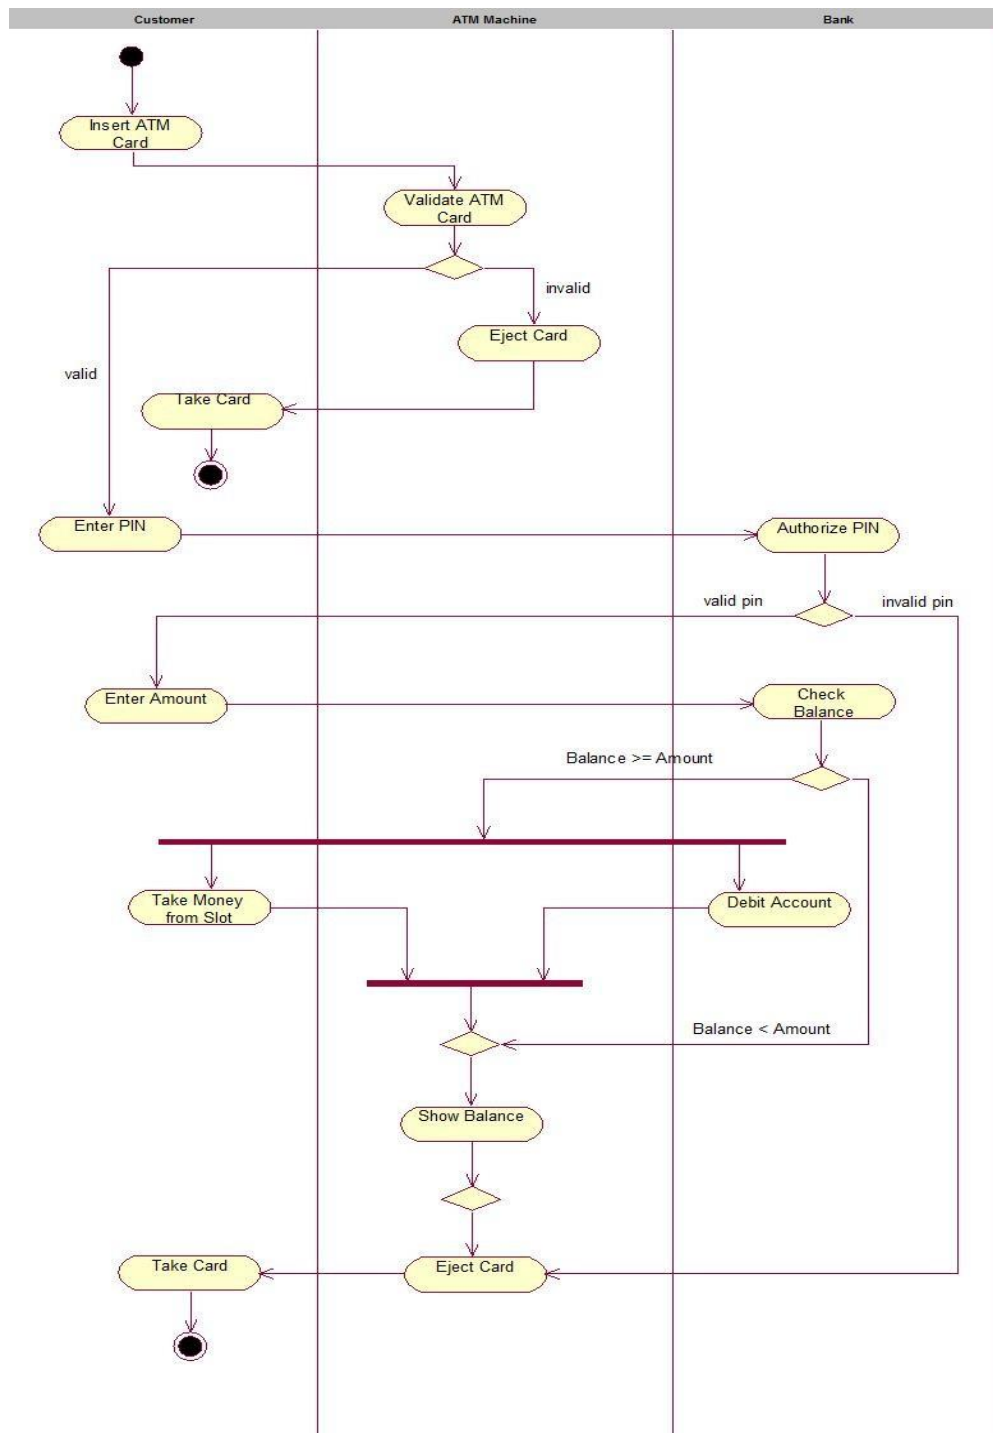 Customer
ATM Machine
Bank
Insert ATM
Card
Validate ATM
Card
invalid
Eject Card
valid
Take Card
Enter PIN
Authorize PIN
valid pin
invalid pin
Enter Amount
Check
Balance
Balance >= Amount
Take Money
from Slot
Debit Account
Balance < Amount
Show Balance
Take Card
Eject Card